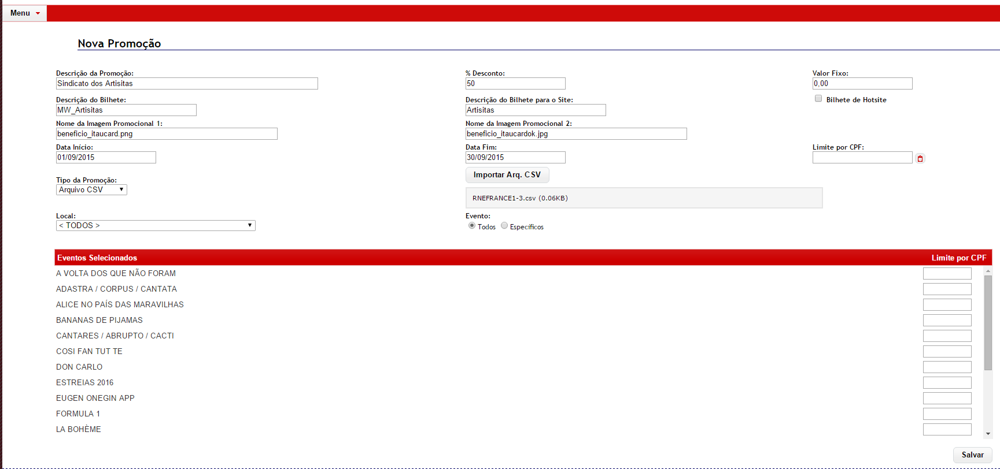 Menu
Nova Promoção
Descrição da Promoção: % Desconto: Valor Fixo:
Sindicato dos Artisitas 50 0,00
Descrição do Bilhete: Descrição do Bilhete para o Site: Bilhete de Hotsite
MW_Artisitas Artisitas
Nome da Imagem Promocional 1: Nome da Imagem Promocional 2:
beneficio_itaucard.png beneficio_itaucardok.jpg
Data Início: Data Fim: Limite por CPF:
01/09/2015 30/09/2015
Importar Arq. CSV
Tipo da Promoção:
Arquivo CSV
RNEFRANCE1-3.csv (0.06KB)
Local: Evento:
< TODOS > Todos Específicos
Eventos Selecionados Limite por CPF
A VOLTA DOS QUE NÃO FORAM
ADASTRA / CORPUS / CANTATA
ALICE NO PAÍS DAS MARAVILHAS
BANANAS DE PIJAMAS
CANTARES / ABRUPTO / CACTI
COSI FAN TUT TE
DON CARLO
ESTREIAS 2016
EUGEN ONEGIN APP
FORMULA 1
LA BOHÈME
Salvar